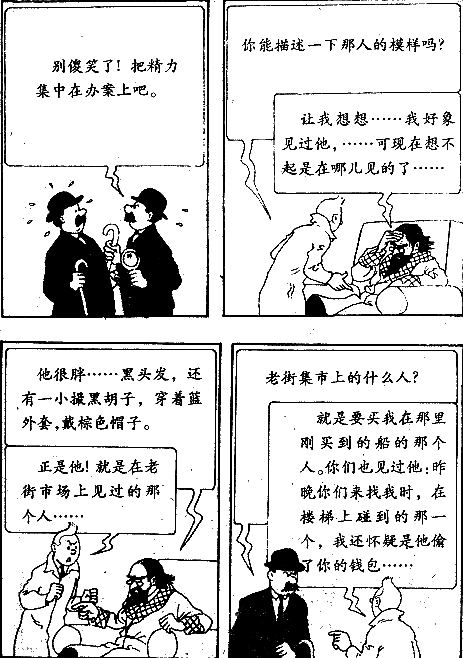 别傻笑了！把精力
集中在办案上吧。
你能描述一下那人的模样吗？
让我想想……我好象
见过他，……可现在想不
起是在哪儿见的了……
他很胖……黑头发，还
有一小撮黑胡子，穿着蓝
外套，戴棕色帽子。
正是他！就是在老
街市场上见过的那
个人……
老街集市上的什么人？
就是要买我在那里
刚买到的船的那个
人。你们也见过他：昨
晚你们来找我时，在
楼梯上碰到的那一
个，我还怀疑是他偷
了你的钱包……